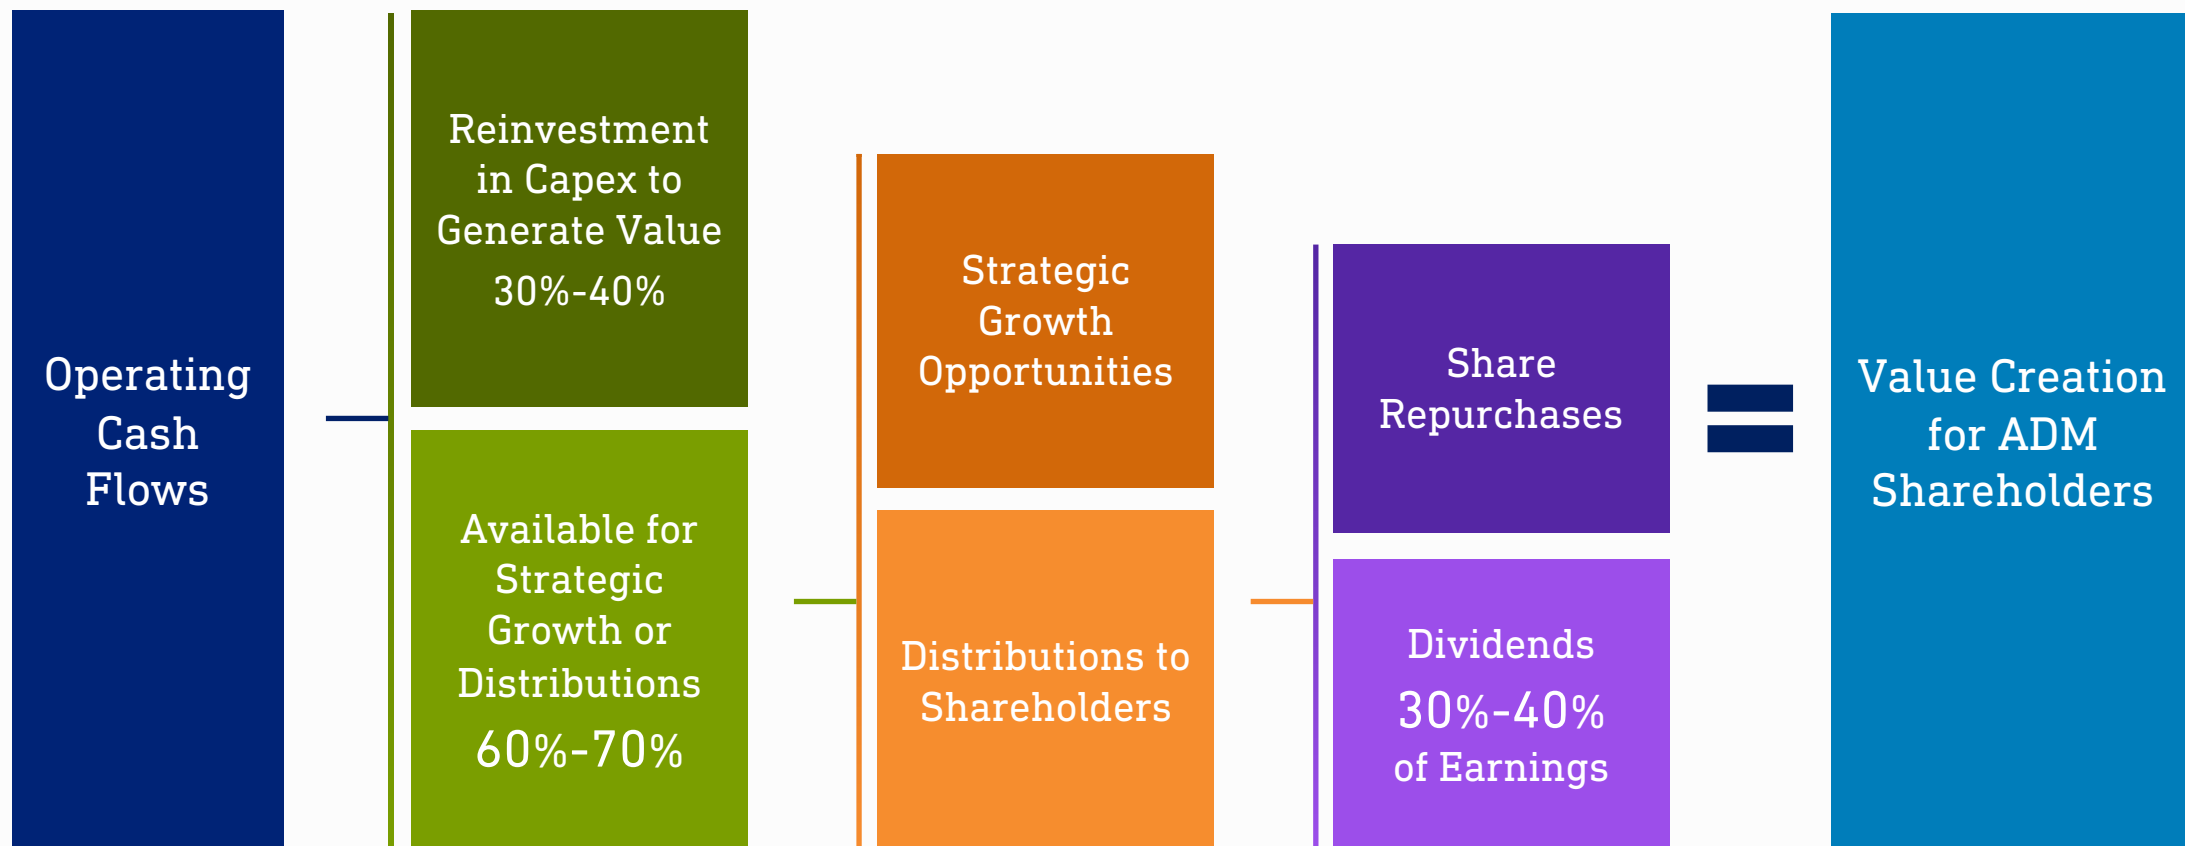 Operating
Cash
Flows
Reinvestment
in Capex to
Generate Value
30%-40%
Available for
Strategic
Growth or
Distributions
60%-70%
Strategic
Growth
Opportunities
Distributions to
Shareholders
Share
Repurchases
Dividends
30%-40%
of Earnings
Value Creation
for ADM
Shareholders